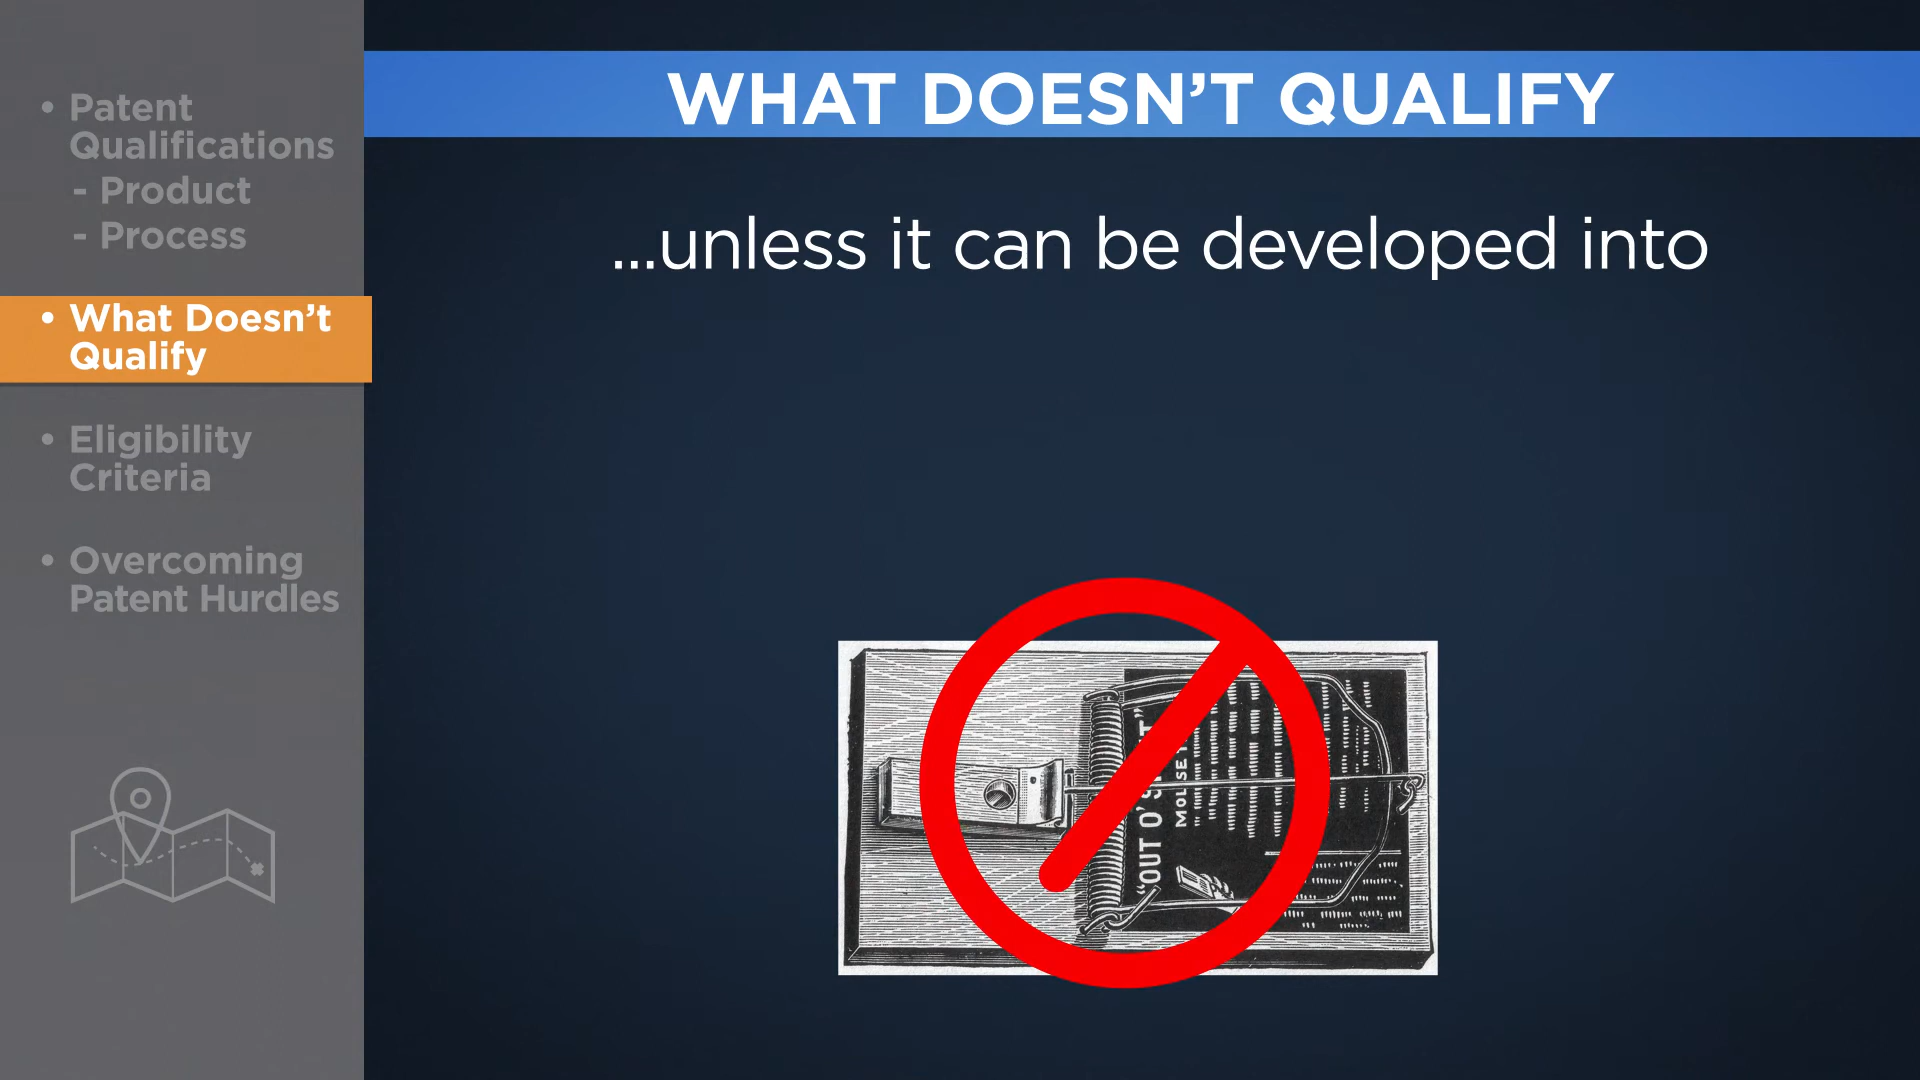 • Patent
Qualifications
- Product
- Process
• What Doesn’t
Qualify
• Eligibility
Criteria
• Overcoming
Patent Hurdles
WHAT DOESN’T QUALIFY
...unless it can be developed into
“OUT O’